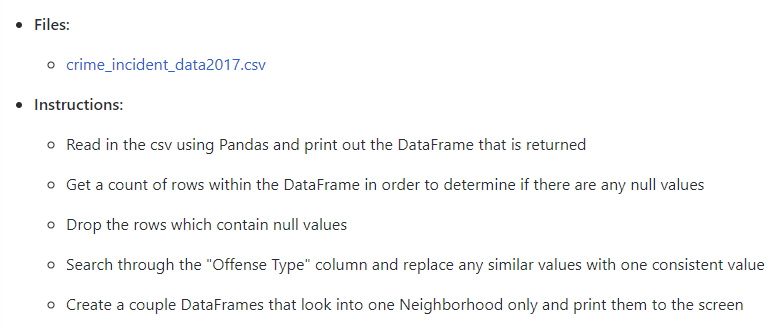 Files:
crime_incident_data2017.csv
Instructions:
Read in the csv using Pandas and print out the DataFrame that is returned
Get a count of rows within the DataFrame in order to determine if there are any null values
Drop the rows which contain null values
Search through the "Offense Type" column and replace any similar values with one consistent value
Create a couple DataFrames that look into one Neighborhood only and print them to the screen